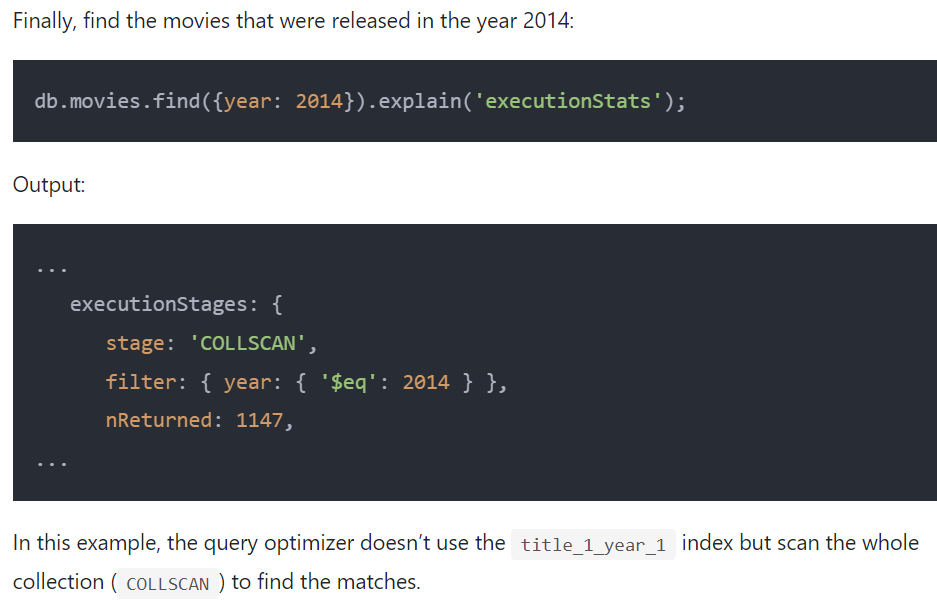 Finally, find the movies that were released in the year 2014:
db.movies.find({year: 2014}).explain('executionStats');
Output:
...
executionStages: {
stage: 'COLLSCAN',
filter: { year: { '$eq': 2014 } },
nReturned: 1147,
...
In this example, the query optimizer doesn’t use the title_1_year_1 index but scan the whole
collection ( COLLSCAN ) to find the matches.